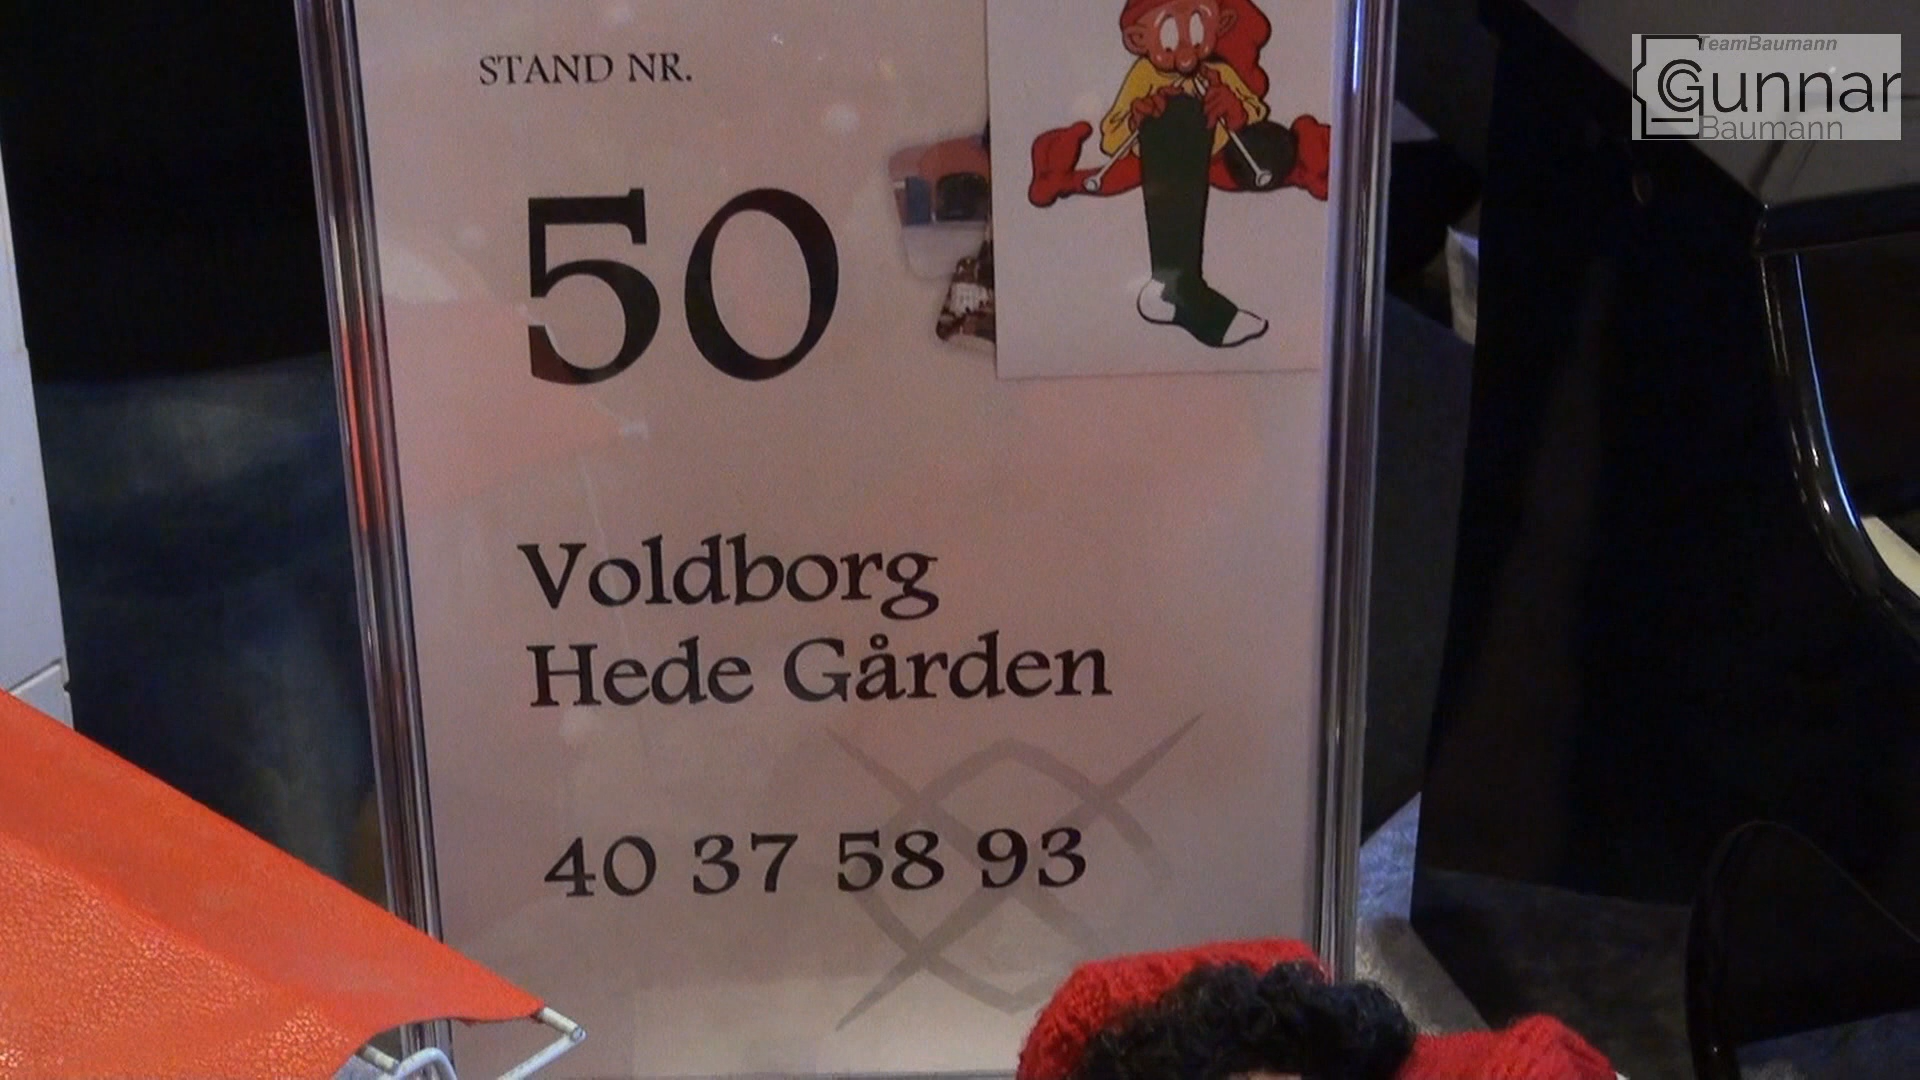 STAND NR.
50
Voldborg
Hede Gården
40 37 58 93
TeamBaumann
Gunnar
Baumann